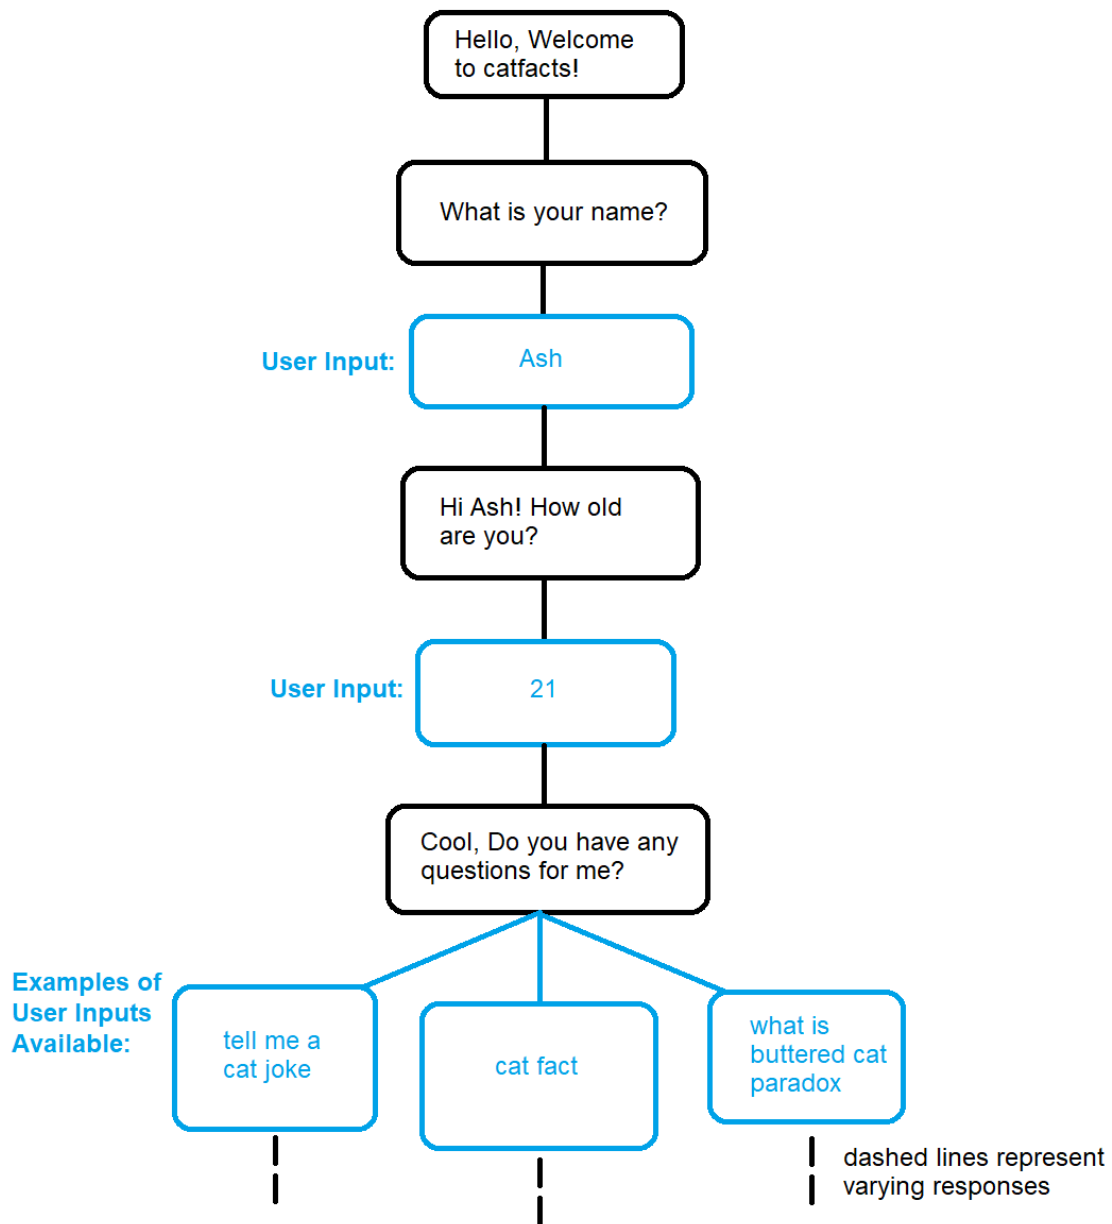 Hello, Welcome
to catfacts!
What is your name?
User Input:
Ash
Hi Ash! How old
are you?
User Input:
21
Cool, Do you have any
questions for me?
Examples of
User Inputs
Available:
tell me a
cat joke
cat fact
what is
buttered cat
paradox
dashed lines represent
varying responses